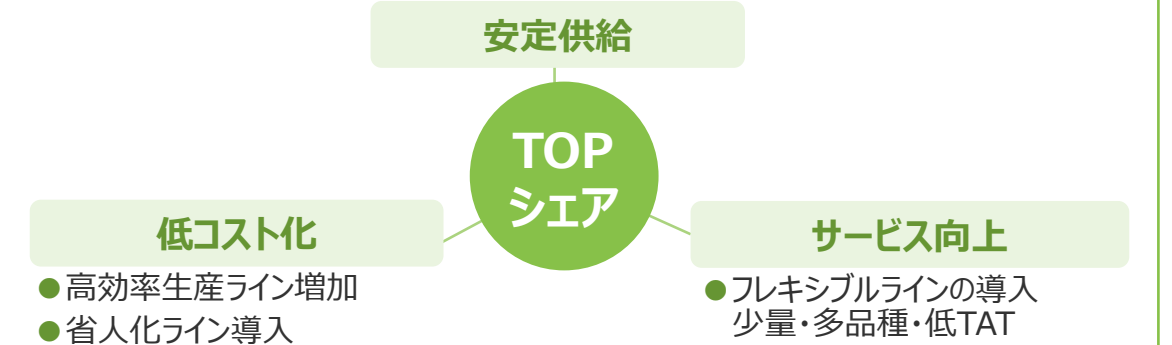 安定供給
TOP
シェア
低コスト化
●高効率生産ライン増加
●省人化ライン導入
サービス向上
●フレキシブルラインの導入
少量・多品種・低TAT